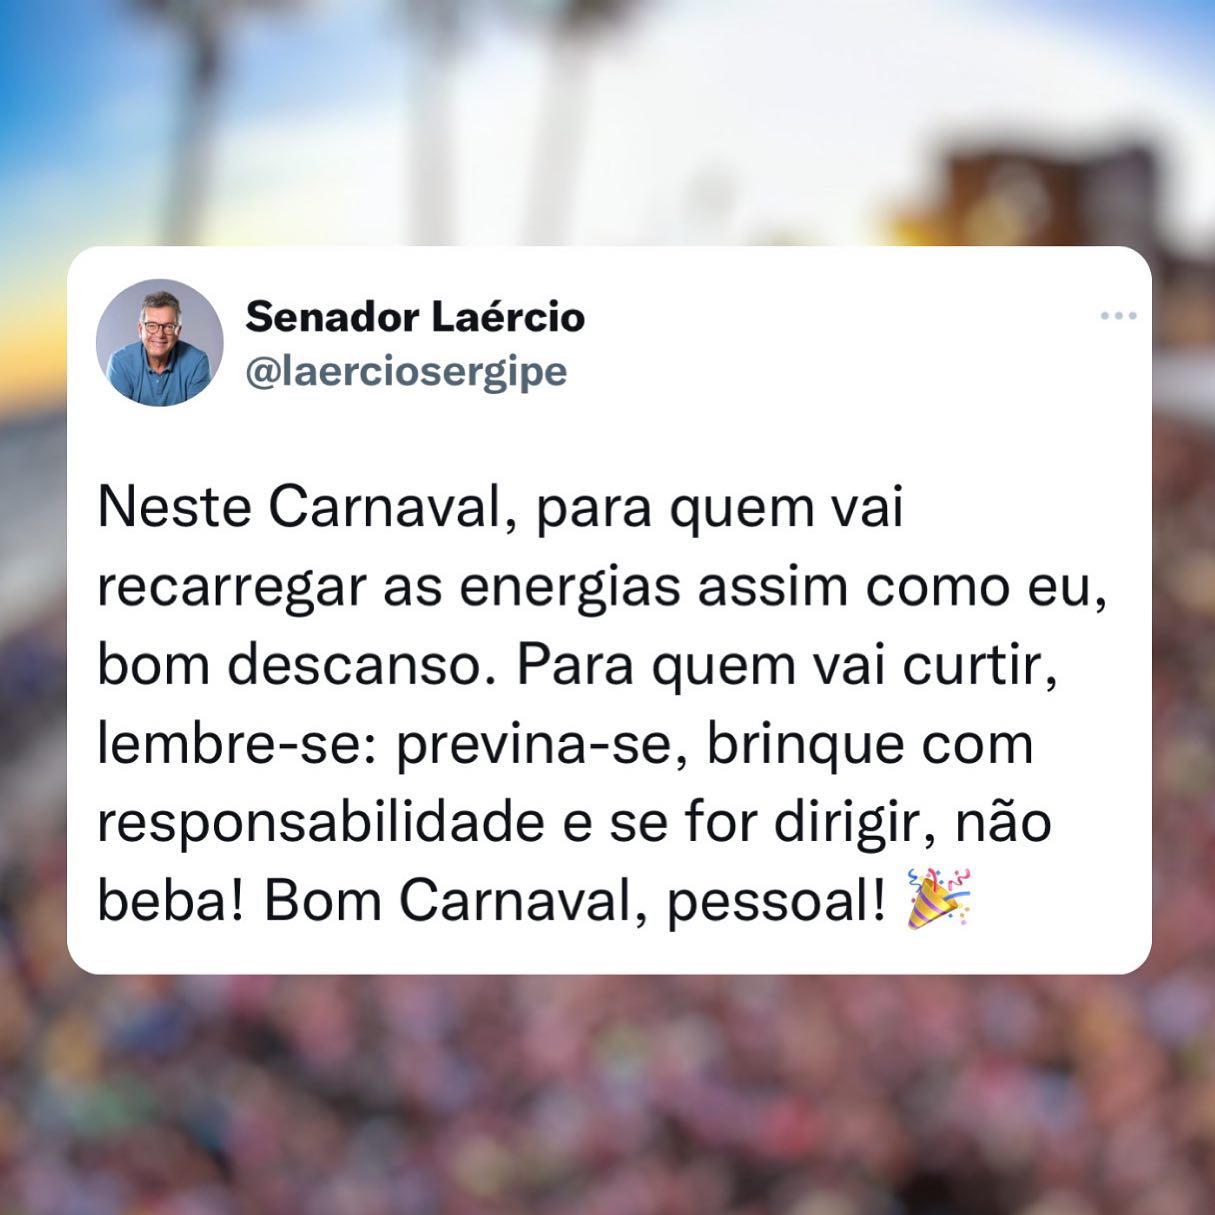 Senador Laércio
@laerciosergipe
Neste Carnaval, para quem vai
recarregar as energias assim como eu,
bom descanso. Para quem vai curtir,
lembre-se: previna-se, brinque com
responsabilidade e se for dirigir, não
beba! Bom Carnaval, pessoal! 🎉